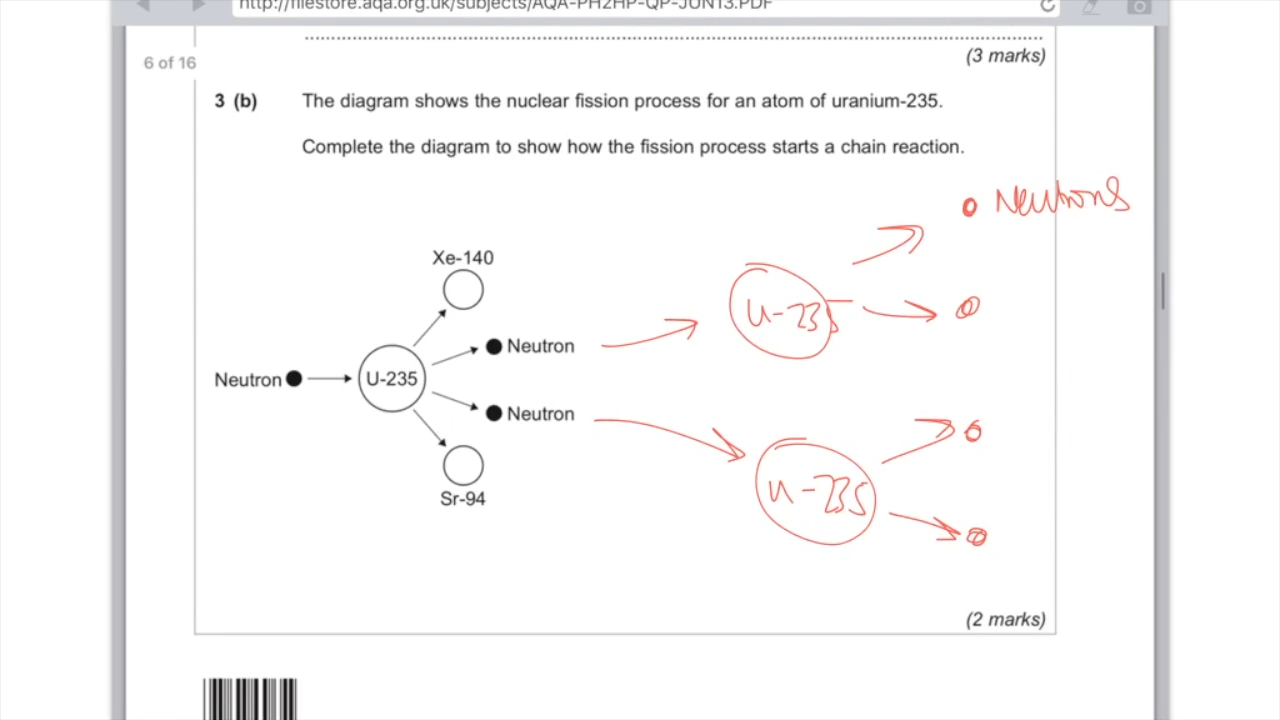 http://filestore.aqa.org.uk/subjects/AQA-PH2HP-QP-JUN13.PDF
(3 marks)
6 of 16
3 (b) The diagram shows the nuclear fission process for an atom of uranium-235.
Complete the diagram to show how the fission process starts a chain reaction.
Neutrons
Xe-140
U-235
Neutron
Neutron
U-235
Neutron
U-235
Sr-94
(2 marks)